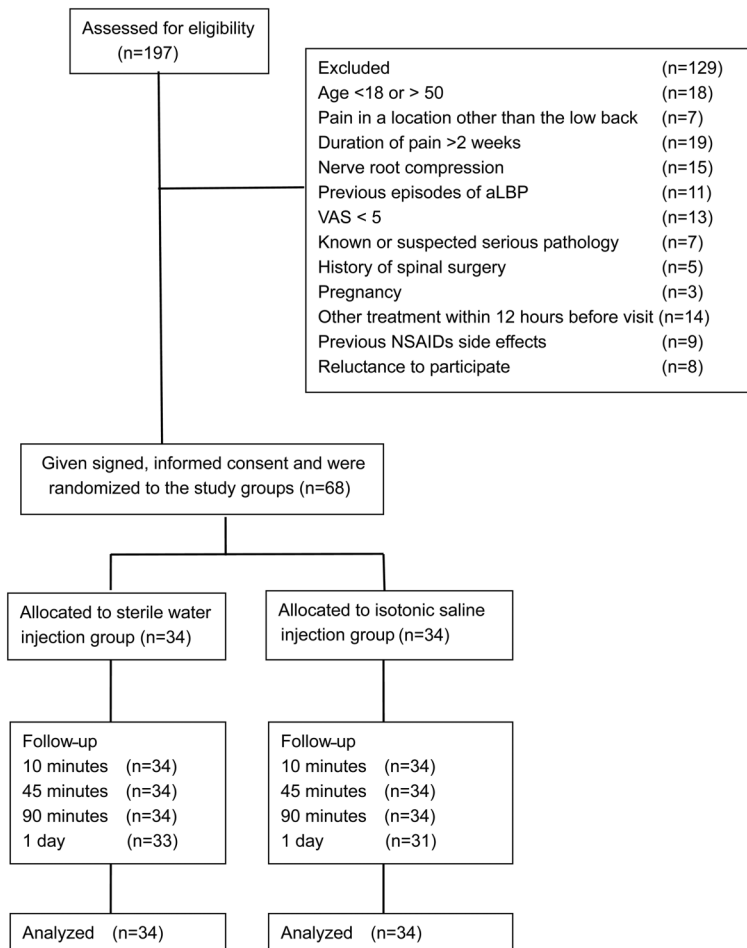 Assessed for eligibility
(n=197)
Excluded (n=129)
Age <18 or > 50 (n=18)
Pain in a location other than the low back (n=7)
Duration of pain >2 weeks (n=19)
Nerve root compression (n=15)
Previous episodes of aLBP (n=11)
VAS < 5 (n=13)
Known or suspected serious pathology (n=7)
History of spinal surgery (n=5)
Pregnancy (n=3)
Other treatment within 12 hours before visit (n=14)
Previous NSAIDs side effects (n=9)
Reluctance to participate (n=8)
Given signed, informed consent and were
randomized to the study groups (n=68)
Allocated to sterile water
injection group (n=34)
Allocated to isotonic saline
injection group (n=34)
Follow-up
10 minutes (n=34)
45 minutes (n=34)
90 minutes (n=34)
1 day (n=33)
Follow-up
10 minutes (n=34)
45 minutes (n=34)
90 minutes (n=34)
1 day (n=31)
Analyzed (n=34)
Analyzed (n=34)